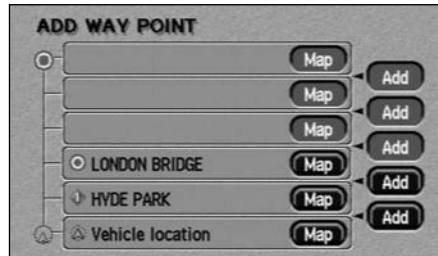 ADD WAY POINT
Map
Add
Map
Add
Map
Add
LONDON BRIDGE Map
Add
HYDE PARK Map
Add
Vehicle location Map